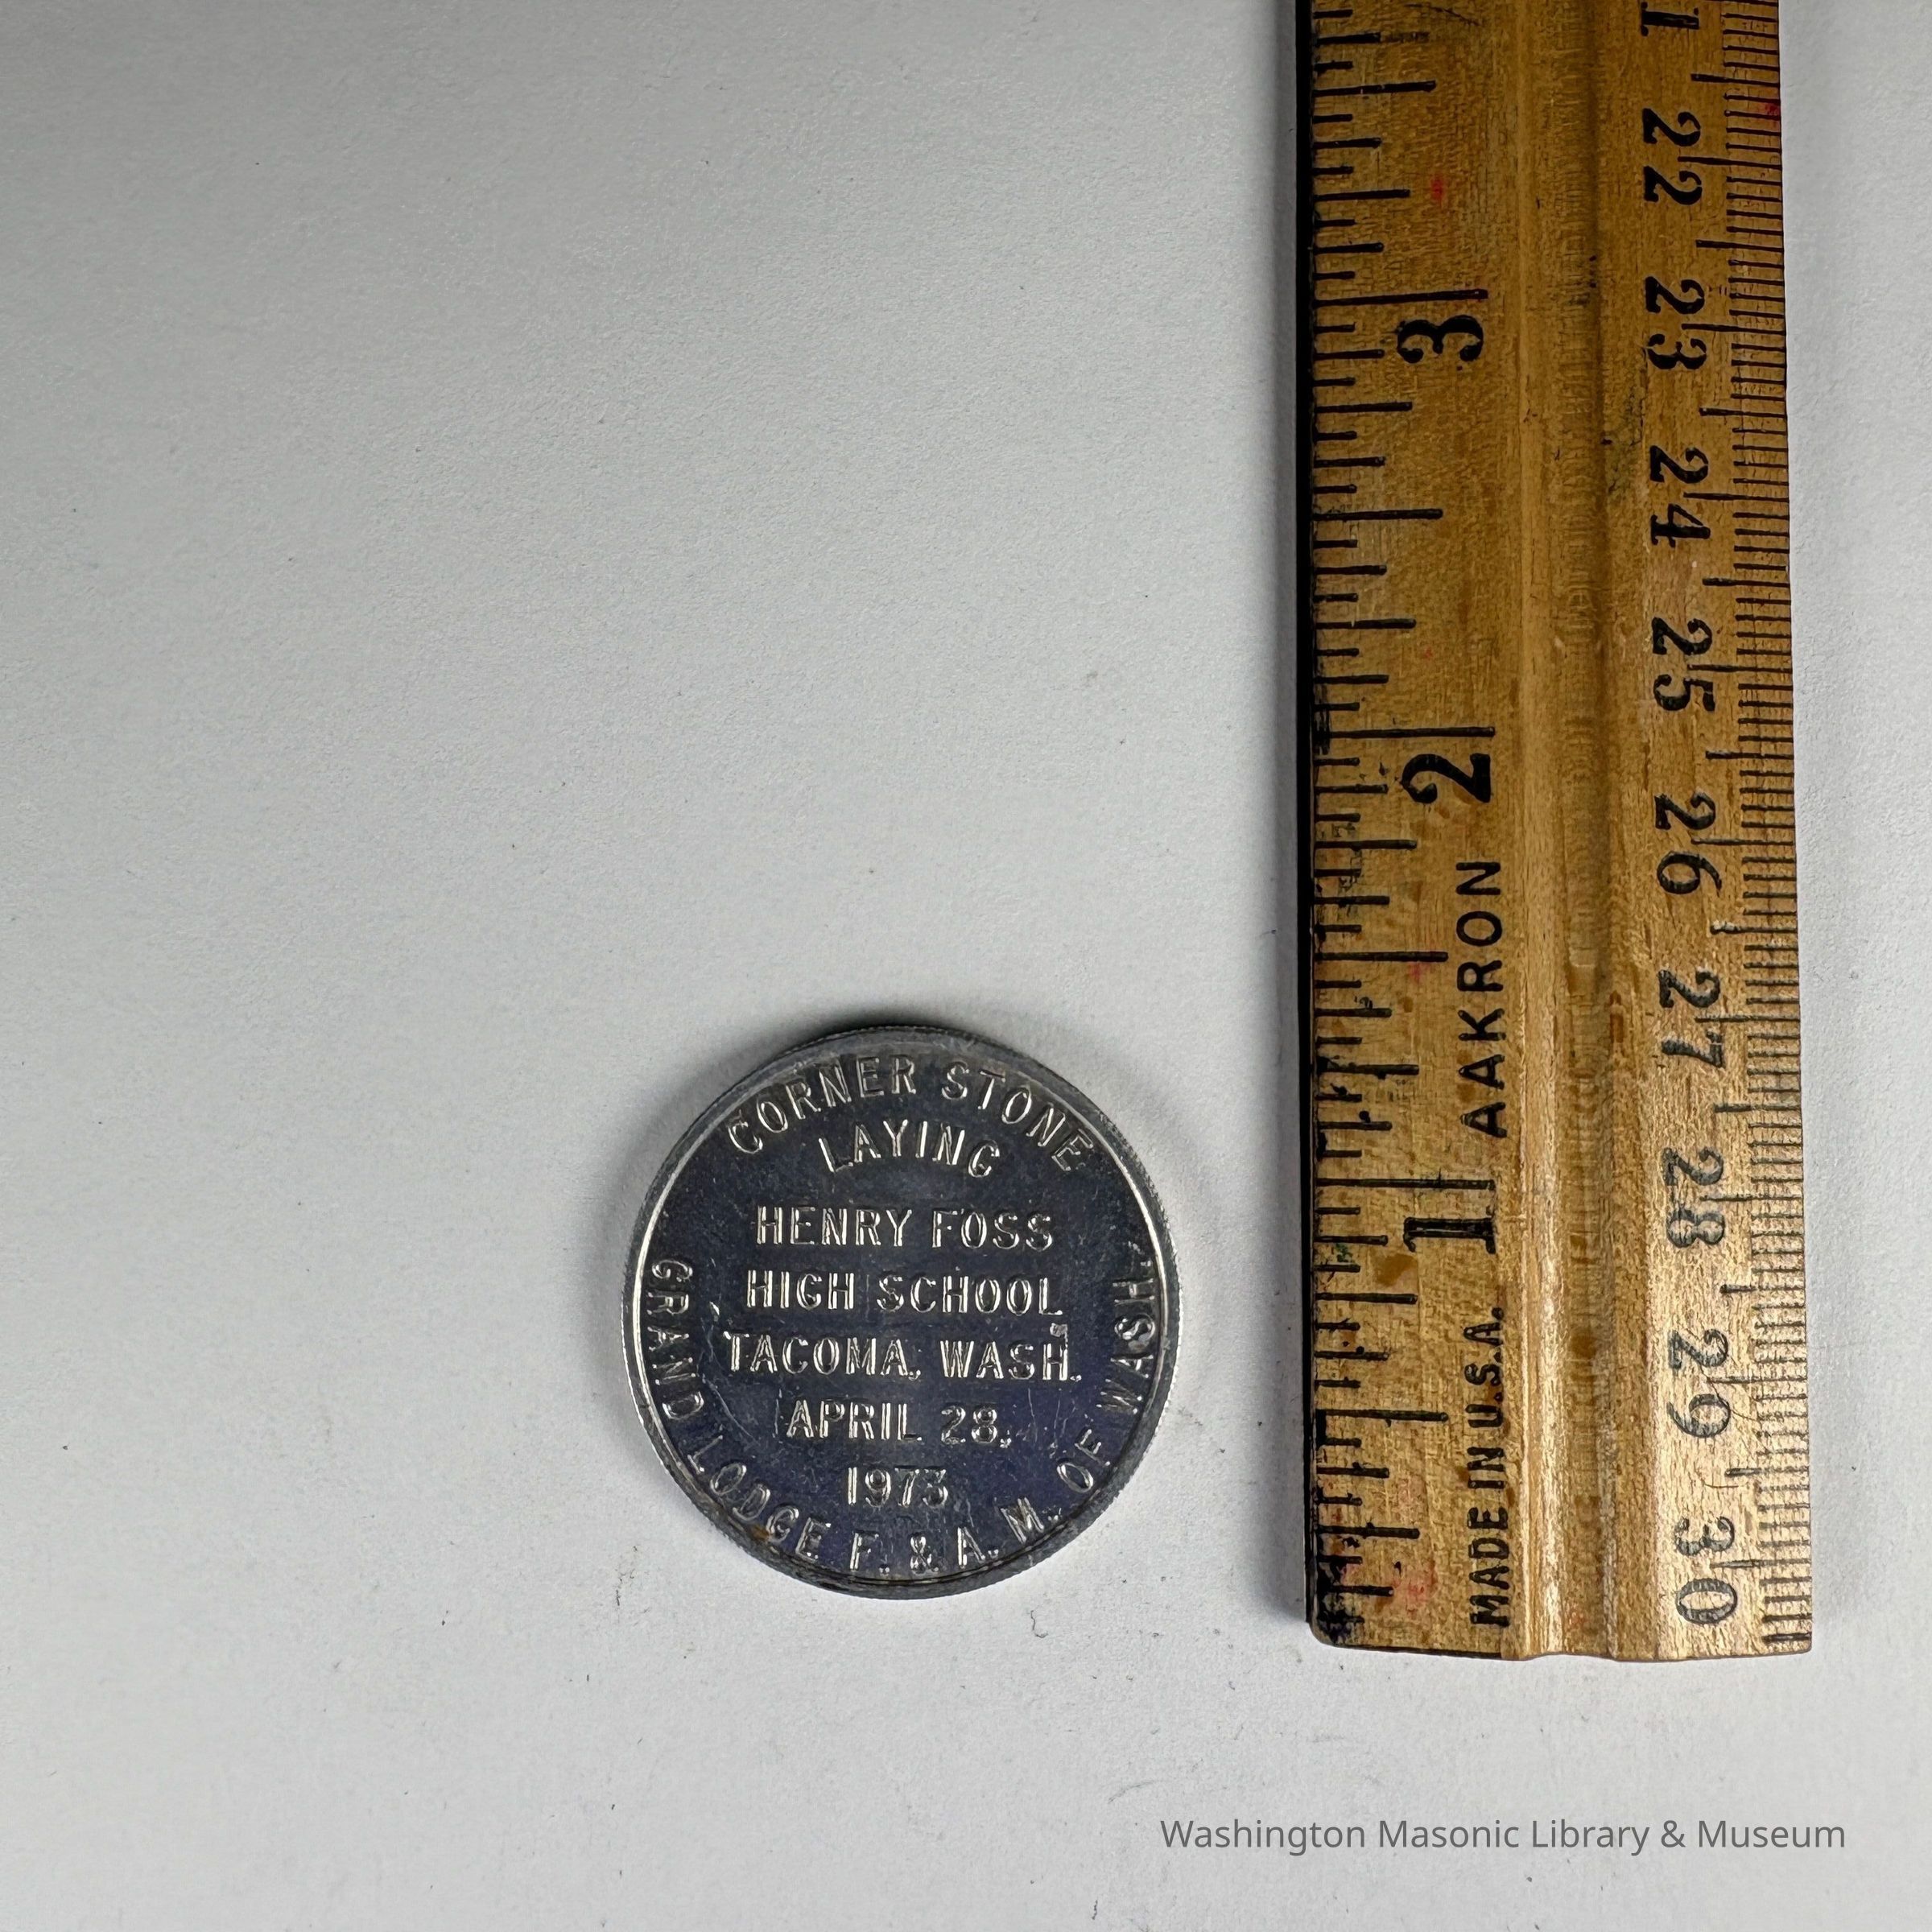 CORNER STONE
LAYING
HENRY FOSS
HIGH SCHOOL
TACOMA, WASH.
APRIL 28,
1973
GRAND LODGE F. & A. M. OF WASH.
3
2
1
AAKRON
MADE IN U.S.A.
1
22
23
24
25
26
27
28
29
30
Washington Masonic Library & Museum